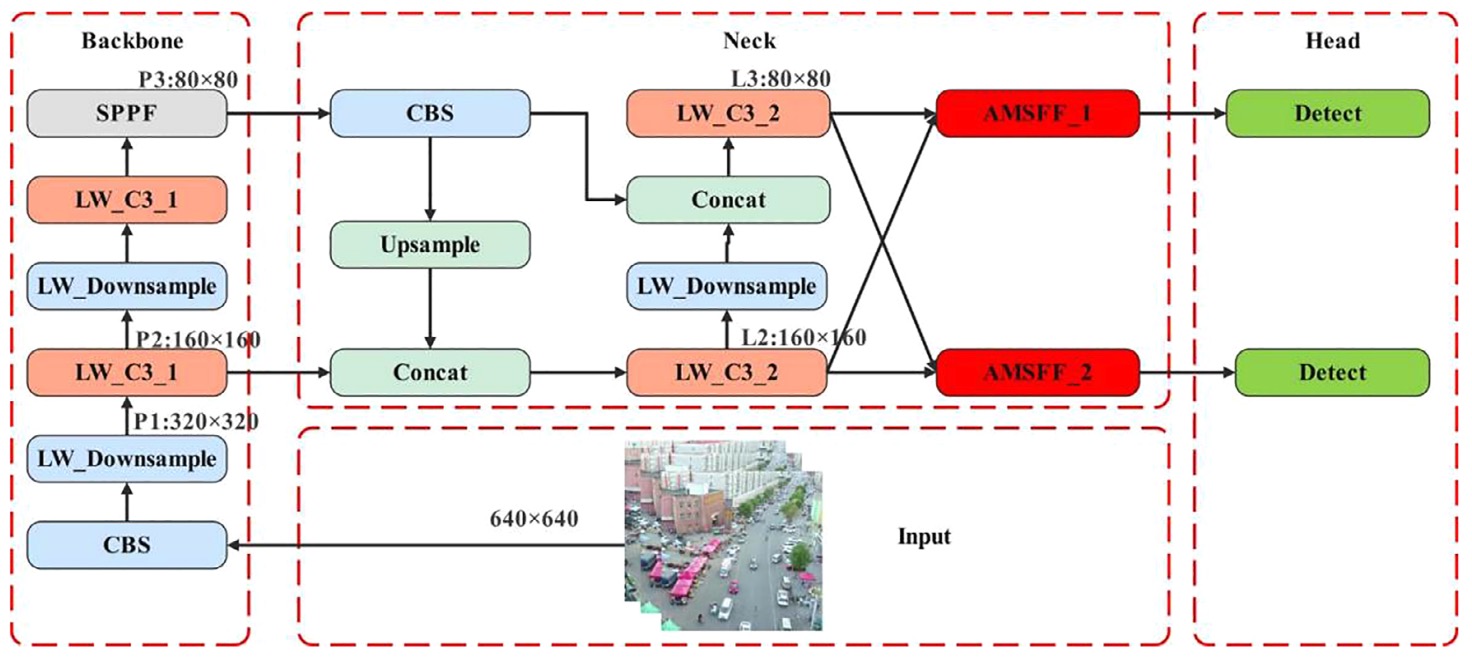 Backbone
P3:80×80
SPPF
LW_C3_1
LW_Downsample
P2:160×160
LW_C3_1
P1:320×320
LW_Downsample
CBS
Neck
CBS
Upsample
Concat
L3:80×80
LW_C3_2
Concat
LW_Downsample
L2:160×160
LW_C3_2
AMSFF_1
AMSFF_2
640×640
Input
Head
Detect
Detect